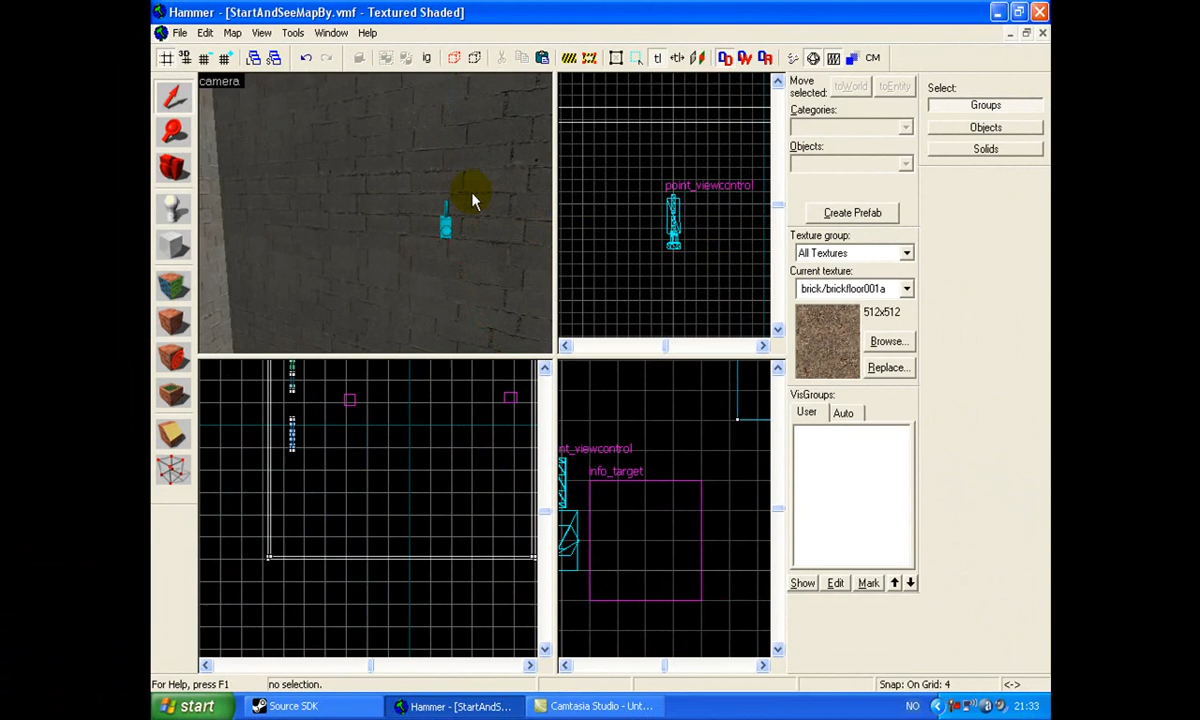 Hammer - [StartAndSeeMapBy.vmf - Textured Shaded]
File Edit Map View Tools Window Help
ig tl CM
camera
point_viewcontrol
nt_viewcontrol
info_target
Move selected:
toWorld toEntity
Categories:
Objects:
Create Prefab
Texture group:
All Textures
Current texture:
brick/brickfloor001a
512x512
Browse...
Replace...
VisGroups:
User Auto
Show Edit Mark
Select:
Groups
Objects
Solids
For Help, press F1
no selection.
Snap: On Grid: 4
<->
start
Source SDK
Hammer - [StartAndS...
Camtasia Studio - Unt...
NO
21:33